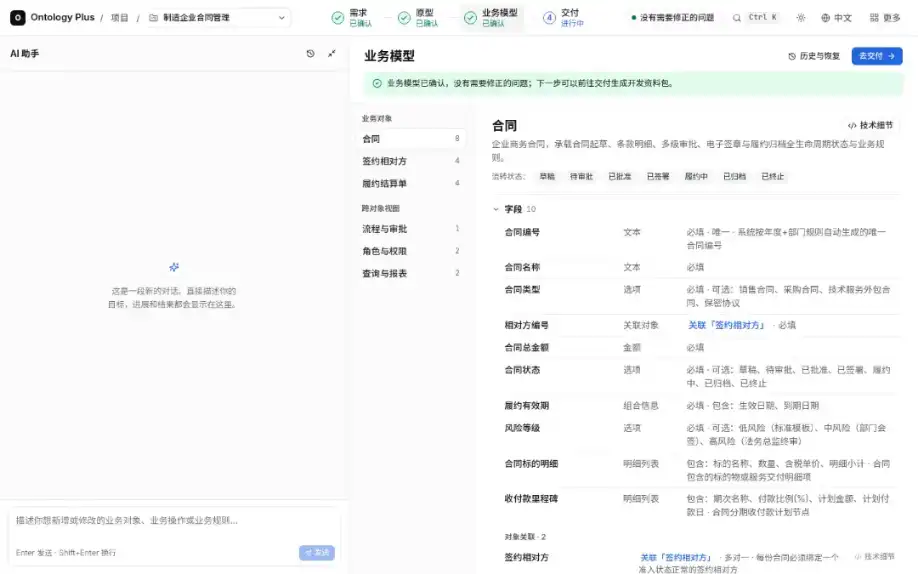 Ontology Plus / 项目 / 制造企业合同管理
需求
已确认
原型
已确认
业务模型
已确认
4
交付
进行中
没有需要修正的问题
Ctrl K
中文
更多
AI 助手
业务模型
历史与恢复
去交付 →
业务模型已确认，没有需要修正的问题；下一步可以前往交付生成开发资料包。
业务对象
合同 8
签约相对方 4
履约结算单 4
跨对象视图
流程与审批 1
角色与权限 2
查询与报表 2
合同
技术细节
企业商务合同，承载合同起草、多款明细、多级审批、电子签章与履约归档全生命周期状态与业务规
则。
流转状态： 草稿 待审批 已批准 已签署 履约中 已归档 已终止
字段 10
合同编号 文本 必填 · 唯一 · 系统按年度+部门规则自动生成的唯一
合同编号
合同名称 文本 必填
合同类型 选项 必填 · 可选：销售合同、采购合同、技术服务外包合
同、保密协议
相对方编号 关联对象 关联「签约相对方」 · 必填
合同总金额 金额 必填
合同状态 选项 必填 · 可选：草稿、待审批、已批准、已签署、履约
中、已归档、已终止
履约有效期 组合信息 必填 · 包含：生效日期、到期日期
风险等级 选项 必填 · 可选：低风险（标准模板）、中风险（部门会
签）、高风险（法务总监终审）
合同标的明细 明细列表 包含：标的名称、数量、含税单价、明细小计 · 合同
包含的标的物或服务交付明细项
收付款里程碑 明细列表 包含：期次名称、付款比例(%)、计划金额、计划付
款日 · 合同分期收付款计划节点
对象关联 · 2
签约相对方 关联「签约相对方」 · 多对一 · 每份合同必须绑定一个
准入状态正常的签约相对方
技术细节
这是一段新的对话。直接描述你的
目标，进展和结果都会显示在这里。
描述你想新增或修改的业务对象、业务操作或业务规则...
Enter 发送 · Shift+Enter 换行
发送